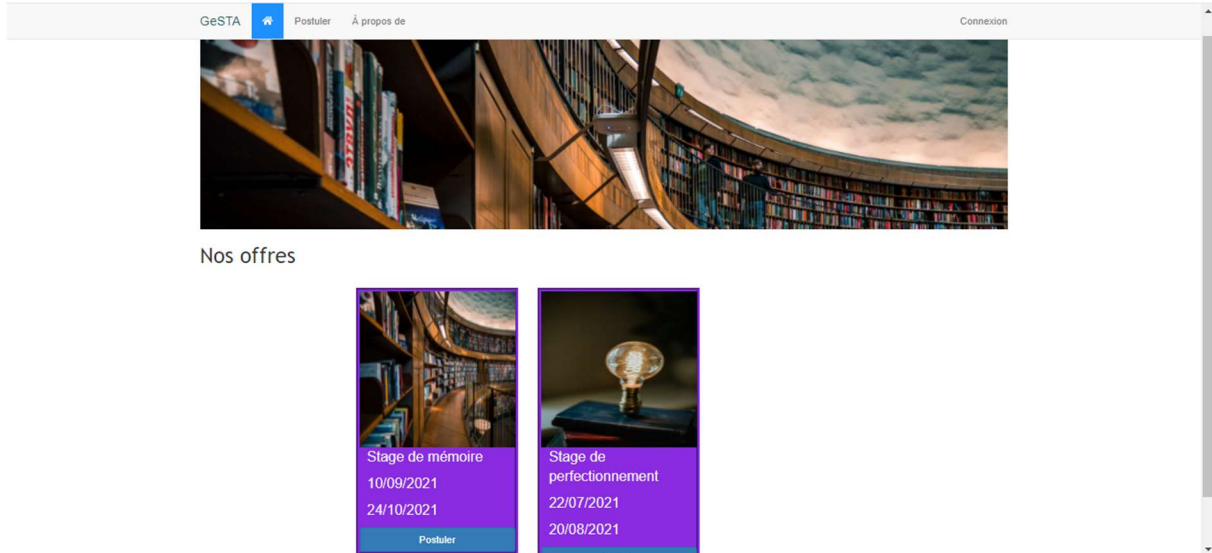 GeSTA Postuler À propos de Connexion
Nos offres
Stage de mémoire
10/09/2021
24/10/2021
Postuler
Stage de
perfectionnement
22/07/2021
20/08/2021